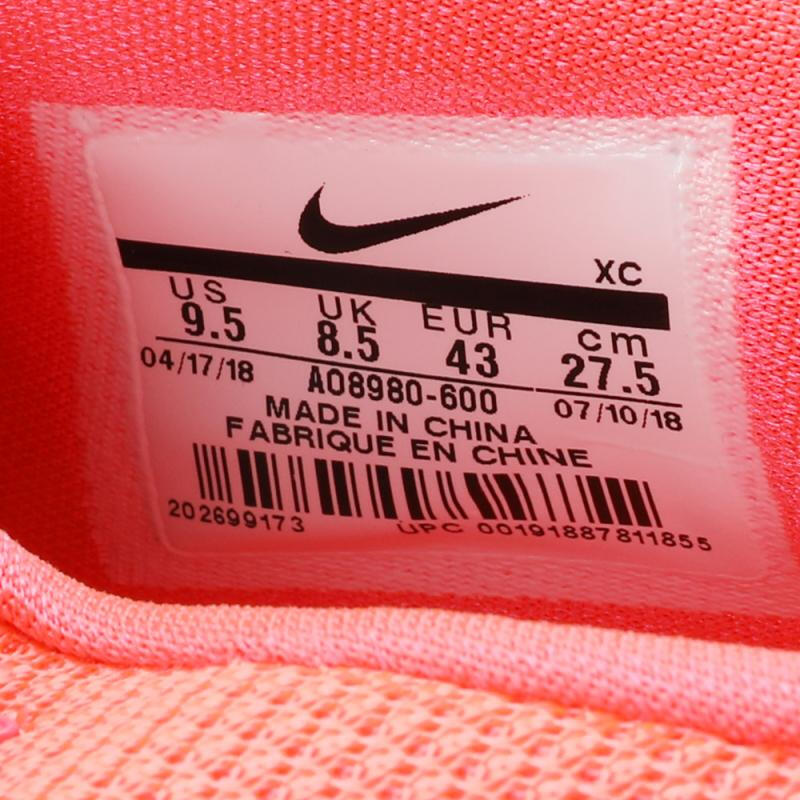 XC
US UK EUR cm
9.5 8.5 43 27.5
04/17/18 AO8980-600 07/10/18
MADE IN CHINA
FABRIQUE EN CHINE
202699173 UPC 00191887811855